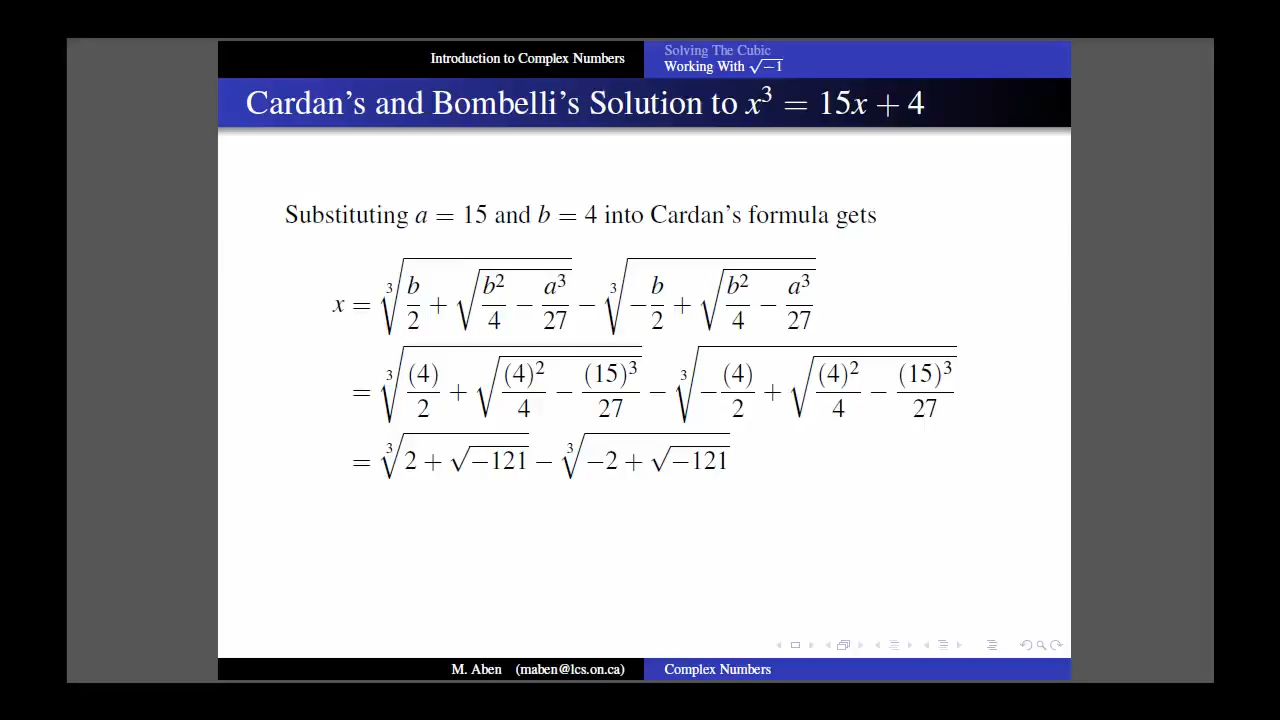 Introduction to Complex Numbers
Solving The Cubic
Working With √−1
Cardan's and Bombelli's Solution to x³ = 15x + 4
Substituting a = 15 and b = 4 into Cardan's formula gets
x = ∛(b/2 + √(b²/4 − a³/27)) − ∛(−b/2 + √(b²/4 − a³/27))
= ∛((4)/2 + √((4)²/4 − (15)³/27)) − ∛(−(4)/2 + √((4)²/4 − (15)³/27))
= ∛(2 + √−121) − ∛(−2 + √−121)
M. Aben (maben@lcs.on.ca)
Complex Numbers